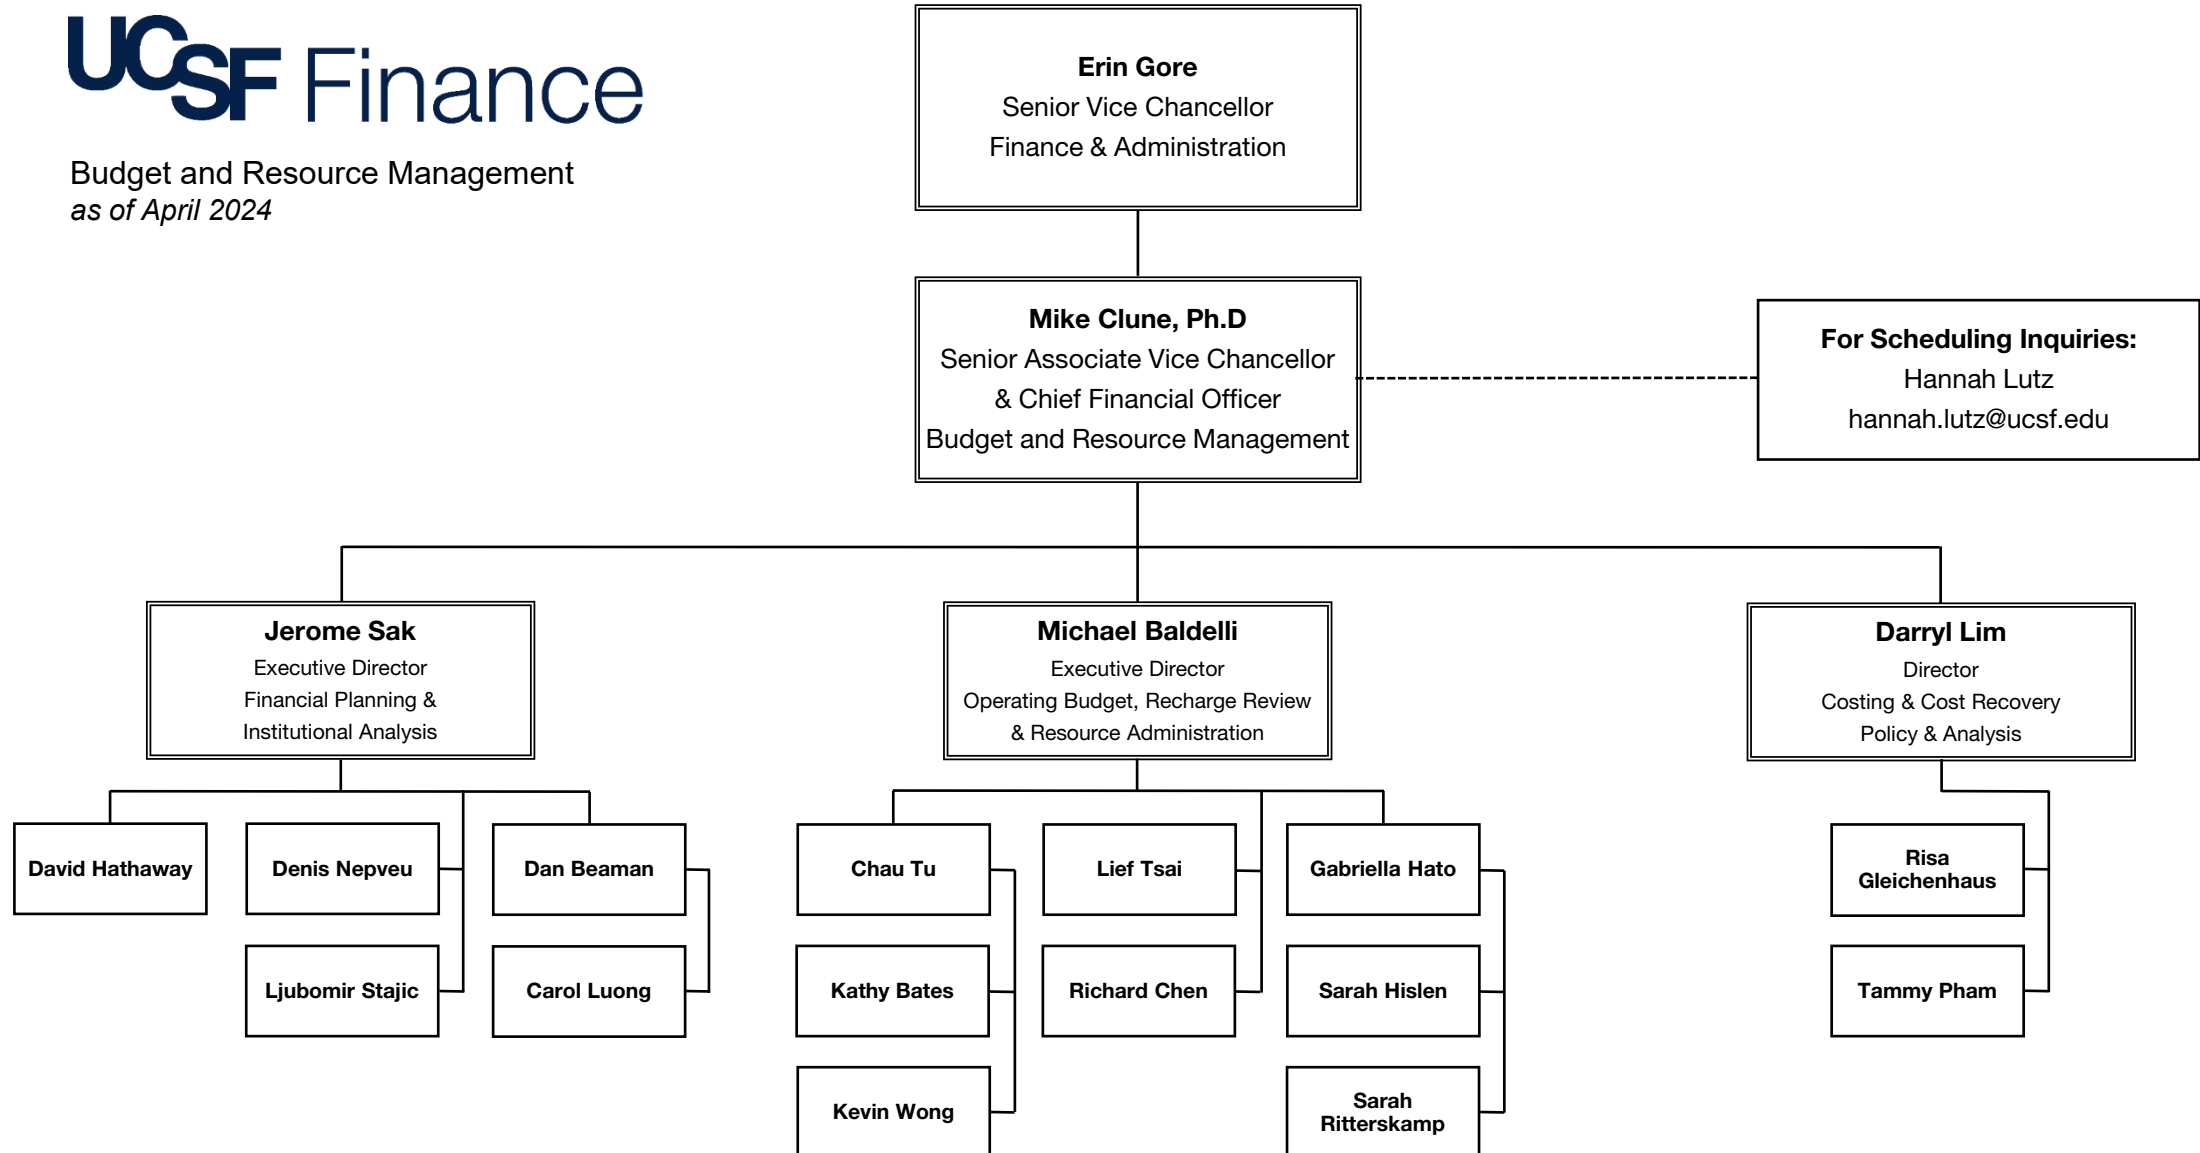 UCSF Finance
Budget and Resource Management
as of April 2024
Erin Gore
Senior Vice Chancellor
Finance & Administration
Mike Clune, Ph.D
Senior Associate Vice Chancellor
& Chief Financial Officer
Budget and Resource Management
For Scheduling Inquiries:
Hannah Lutz
hannah.lutz@ucsf.edu
Jerome Sak
Executive Director
Financial Planning &
Institutional Analysis
Michael Baldelli
Executive Director
Operating Budget, Recharge Review
& Resource Administration
Darryl Lim
Director
Costing & Cost Recovery
Policy & Analysis
David Hathaway
Denis Nepveu
Dan Beaman
Ljubomir Stajic
Carol Luong
Chau Tu
Lief Tsai
Gabriella Hato
Kathy Bates
Richard Chen
Sarah Hislen
Kevin Wong
Sarah
Ritterskamp
Risa
Gleichenhaus
Tammy Pham